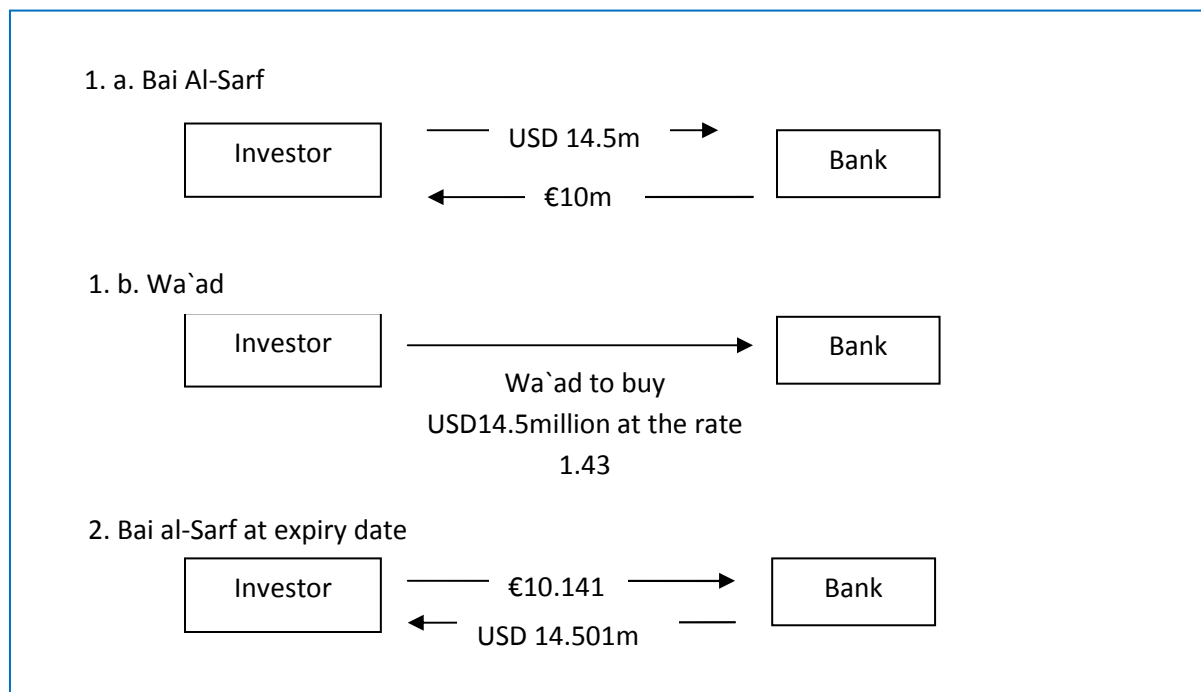 1. a. Bai Al-Sarf
Investor
USD 14.5m
Bank
€10m
1. b. Wa`ad
Investor
Bank
Wa`ad to buy
USD14.5million at the rate
1.43
2. Bai al-Sarf at expiry date
Investor
€10.141
Bank
USD 14.501m